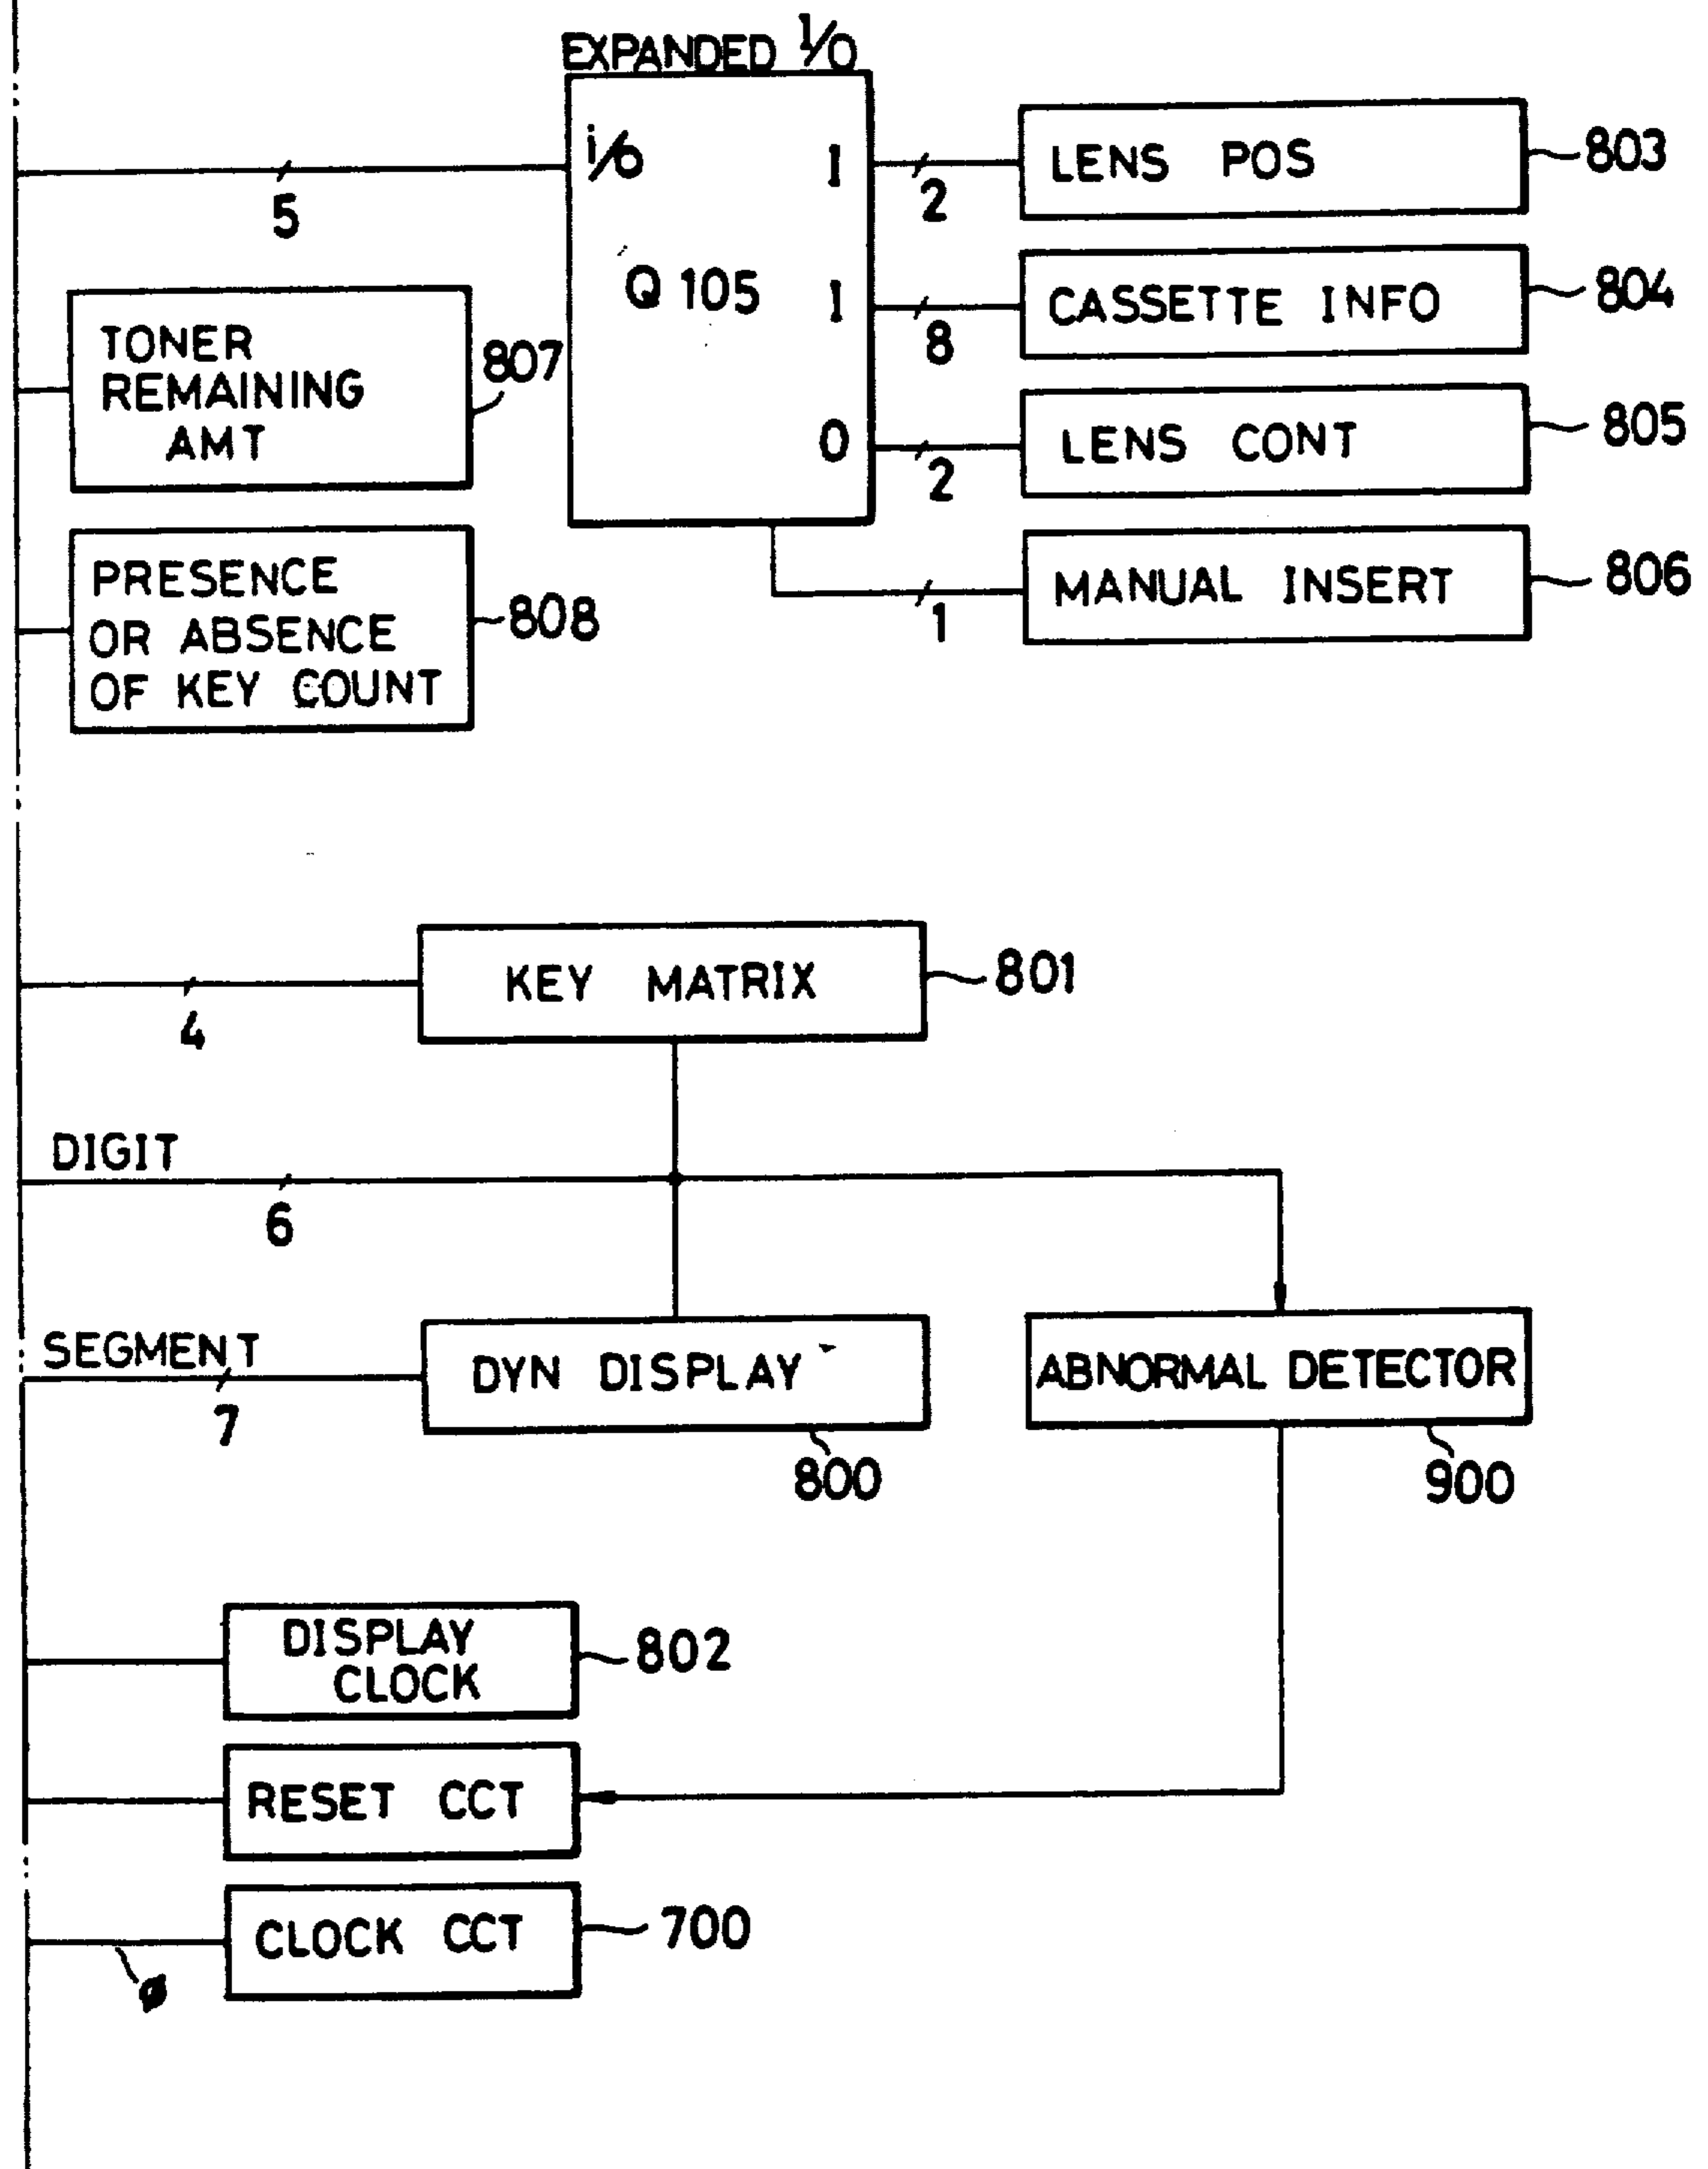 EXPANDED I/O
i/o
I
2
LENS POS
803
5
Q 105
I
8
CASSETTE INFO
804
TONER
REMAINING
AMT
807
O
2
LENS CONT
805
PRESENCE
OR ABSENCE
OF KEY COUNT
808
1
MANUAL INSERT
806
4
KEY MATRIX
801
DIGIT
6
SEGMENT
7
DYN DISPLAY
800
ABNORMAL DETECTOR
900
DISPLAY
CLOCK
802
RESET CCT
CLOCK CCT
700
ø